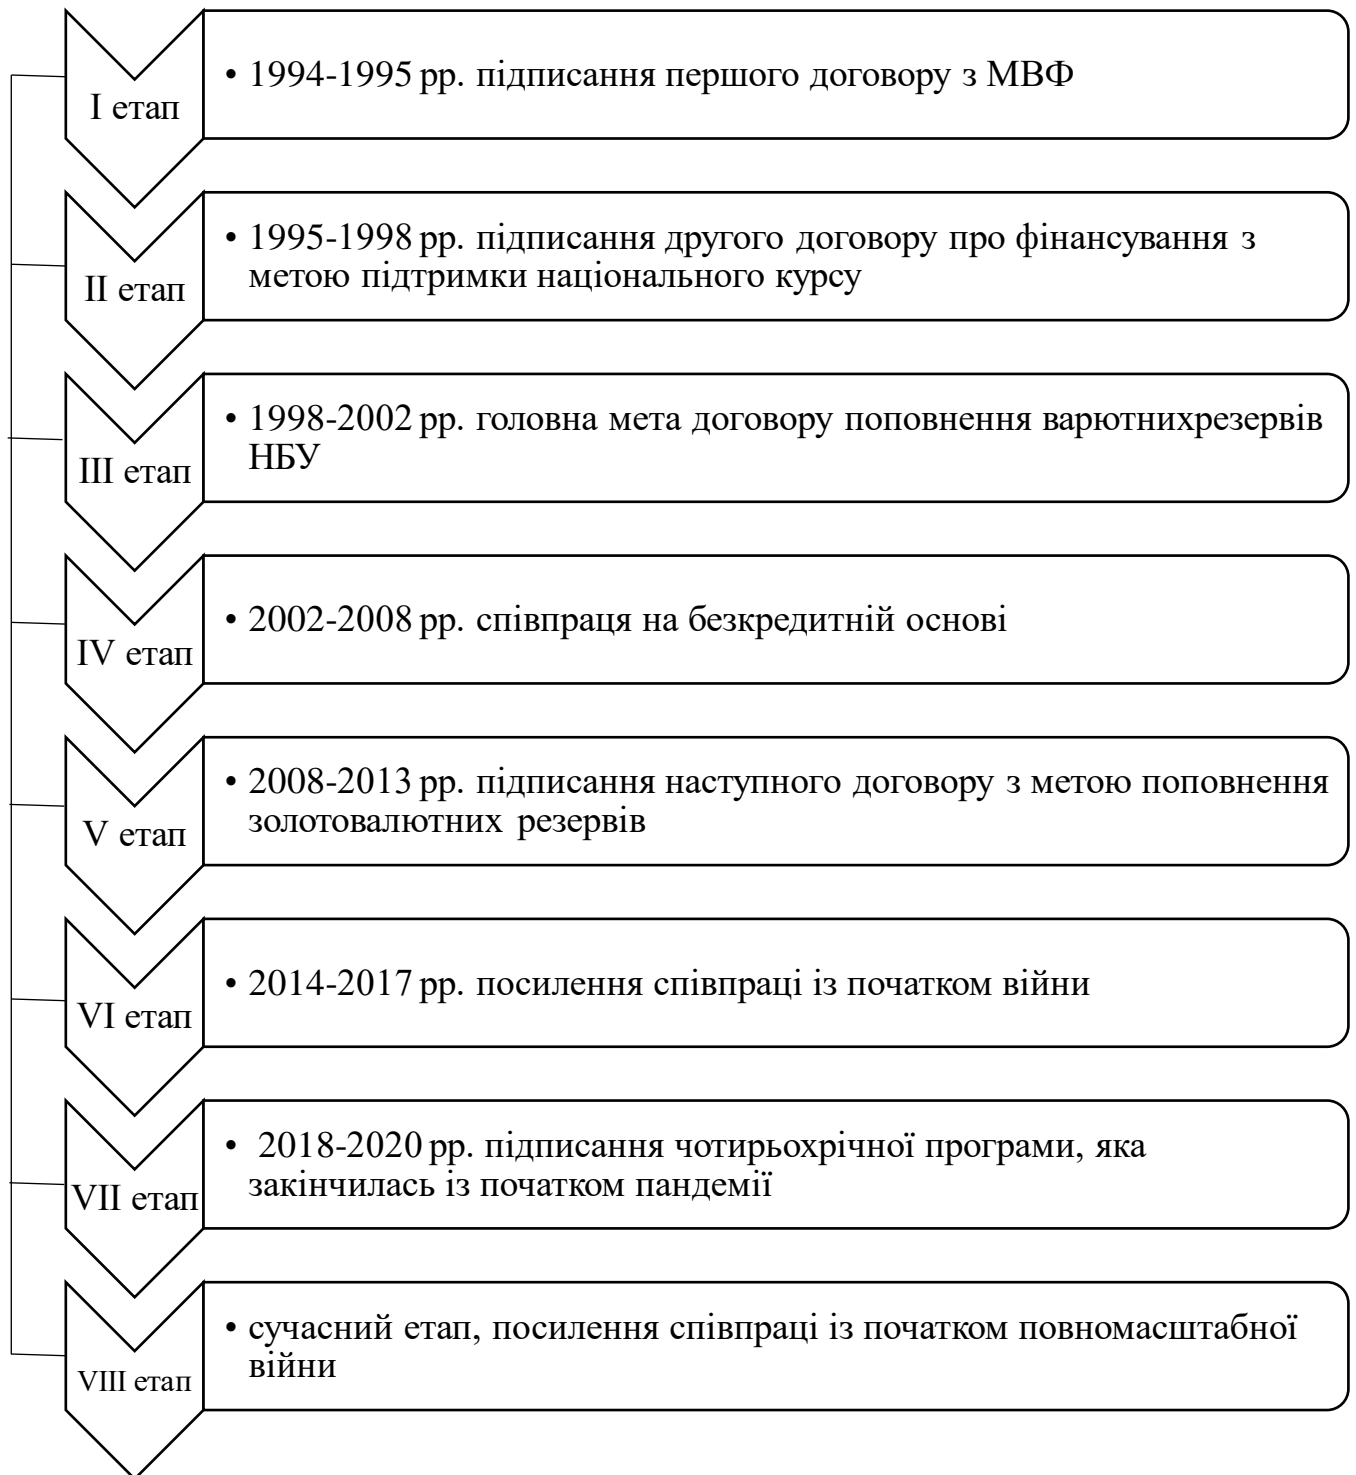 І етап
• 1994-1995 рр. підписання першого договору з МВФ
ІІ етап
• 1995-1998 рр. підписання другого договору про фінансування з
метою підтримки національного курсу
ІІІ етап
• 1998-2002 рр. головна мета договору поповнення варютнихрезервів
НБУ
IV етап
• 2002-2008 рр. співпраця на безкредитній основі
V етап
• 2008-2013 рр. підписання наступного договору з метою поповнення
золотовалютних резервів
VI етап
• 2014-2017 рр. посилення співпраці із початком війни
VII етап
• 2018-2020 рр. підписання чотирьохрічної програми, яка
закінчилась із початком пандемії
VIII етап
• сучасний етап, посилення співпраці із початком повномасштабної
війни